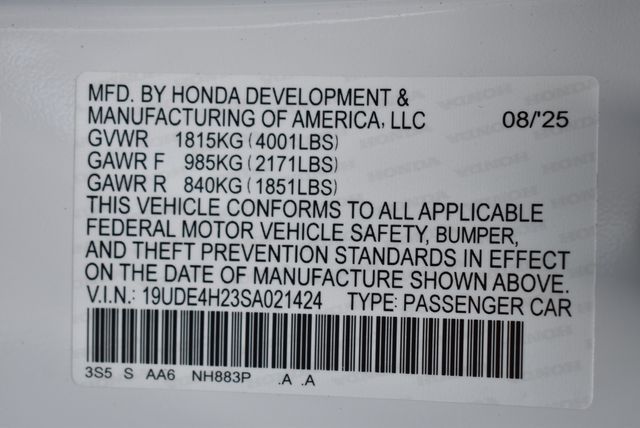 MFD. BY HONDA DEVELOPMENT &
MANUFACTURING OF AMERICA, LLC 08/'25
GVWR 1815KG (4001LBS)
GAWR F 985KG (2171LBS)
GAWR R 840KG (1851LBS)
THIS VEHICLE CONFORMS TO ALL APPLICABLE
FEDERAL MOTOR VEHICLE SAFETY, BUMPER,
AND THEFT PREVENTION STANDARDS IN EFFECT
ON THE DATE OF MANUFACTURE SHOWN ABOVE.
V.I.N.: 19UDE4H23SA021424 TYPE: PASSENGER CAR
3S5 S AA6 NH883P .A .A